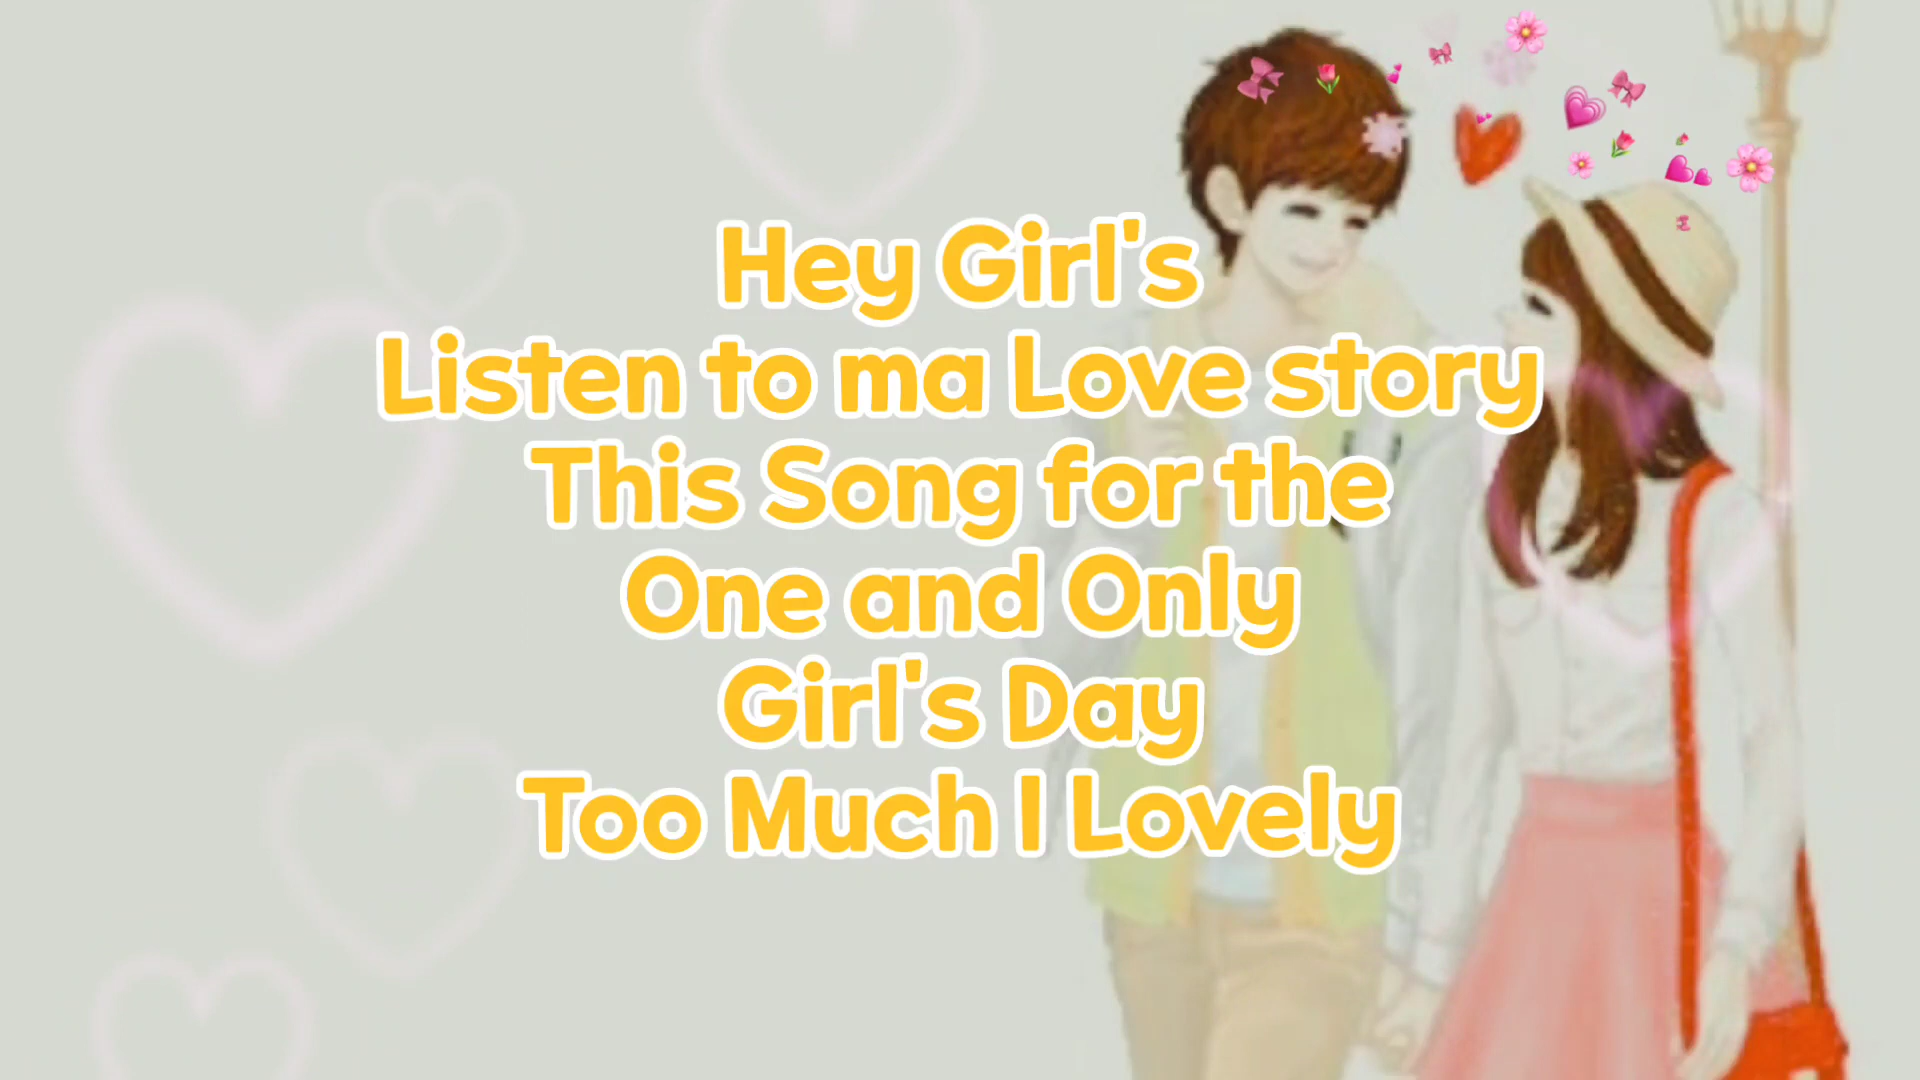 Hey Girl's
Listen to ma Love story
This Song for the
One and Only
Girl's Day
Too Much I Lovely